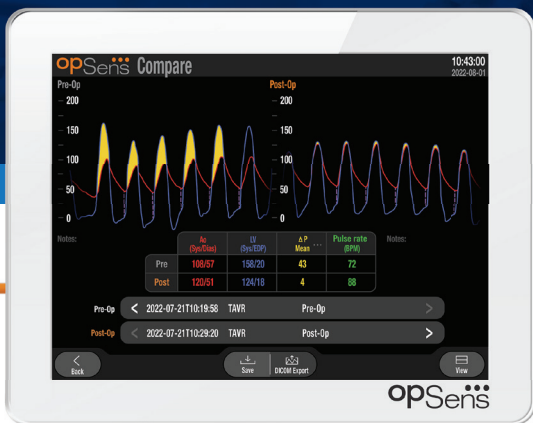 opSens Compare
10:43:00
2022-08-01
Pre-Op
Post-Op
200
150
100
50
0
200
150
100
50
0
Notes:
Notes:
Ao (Sys/Dias) LV (Sys/EDP) ΔP Mean ... Pulse rate (BPM)
Pre 108/57 158/20 43 72
Post 120/51 124/18 4 88
Pre-Op < 2022-07-21T10:19:58 TAVR Pre-Op >
Post-Op < 2022-07-21T10:29:20 TAVR Post-Op >
Back
Save
DICOM Export
View
opSens